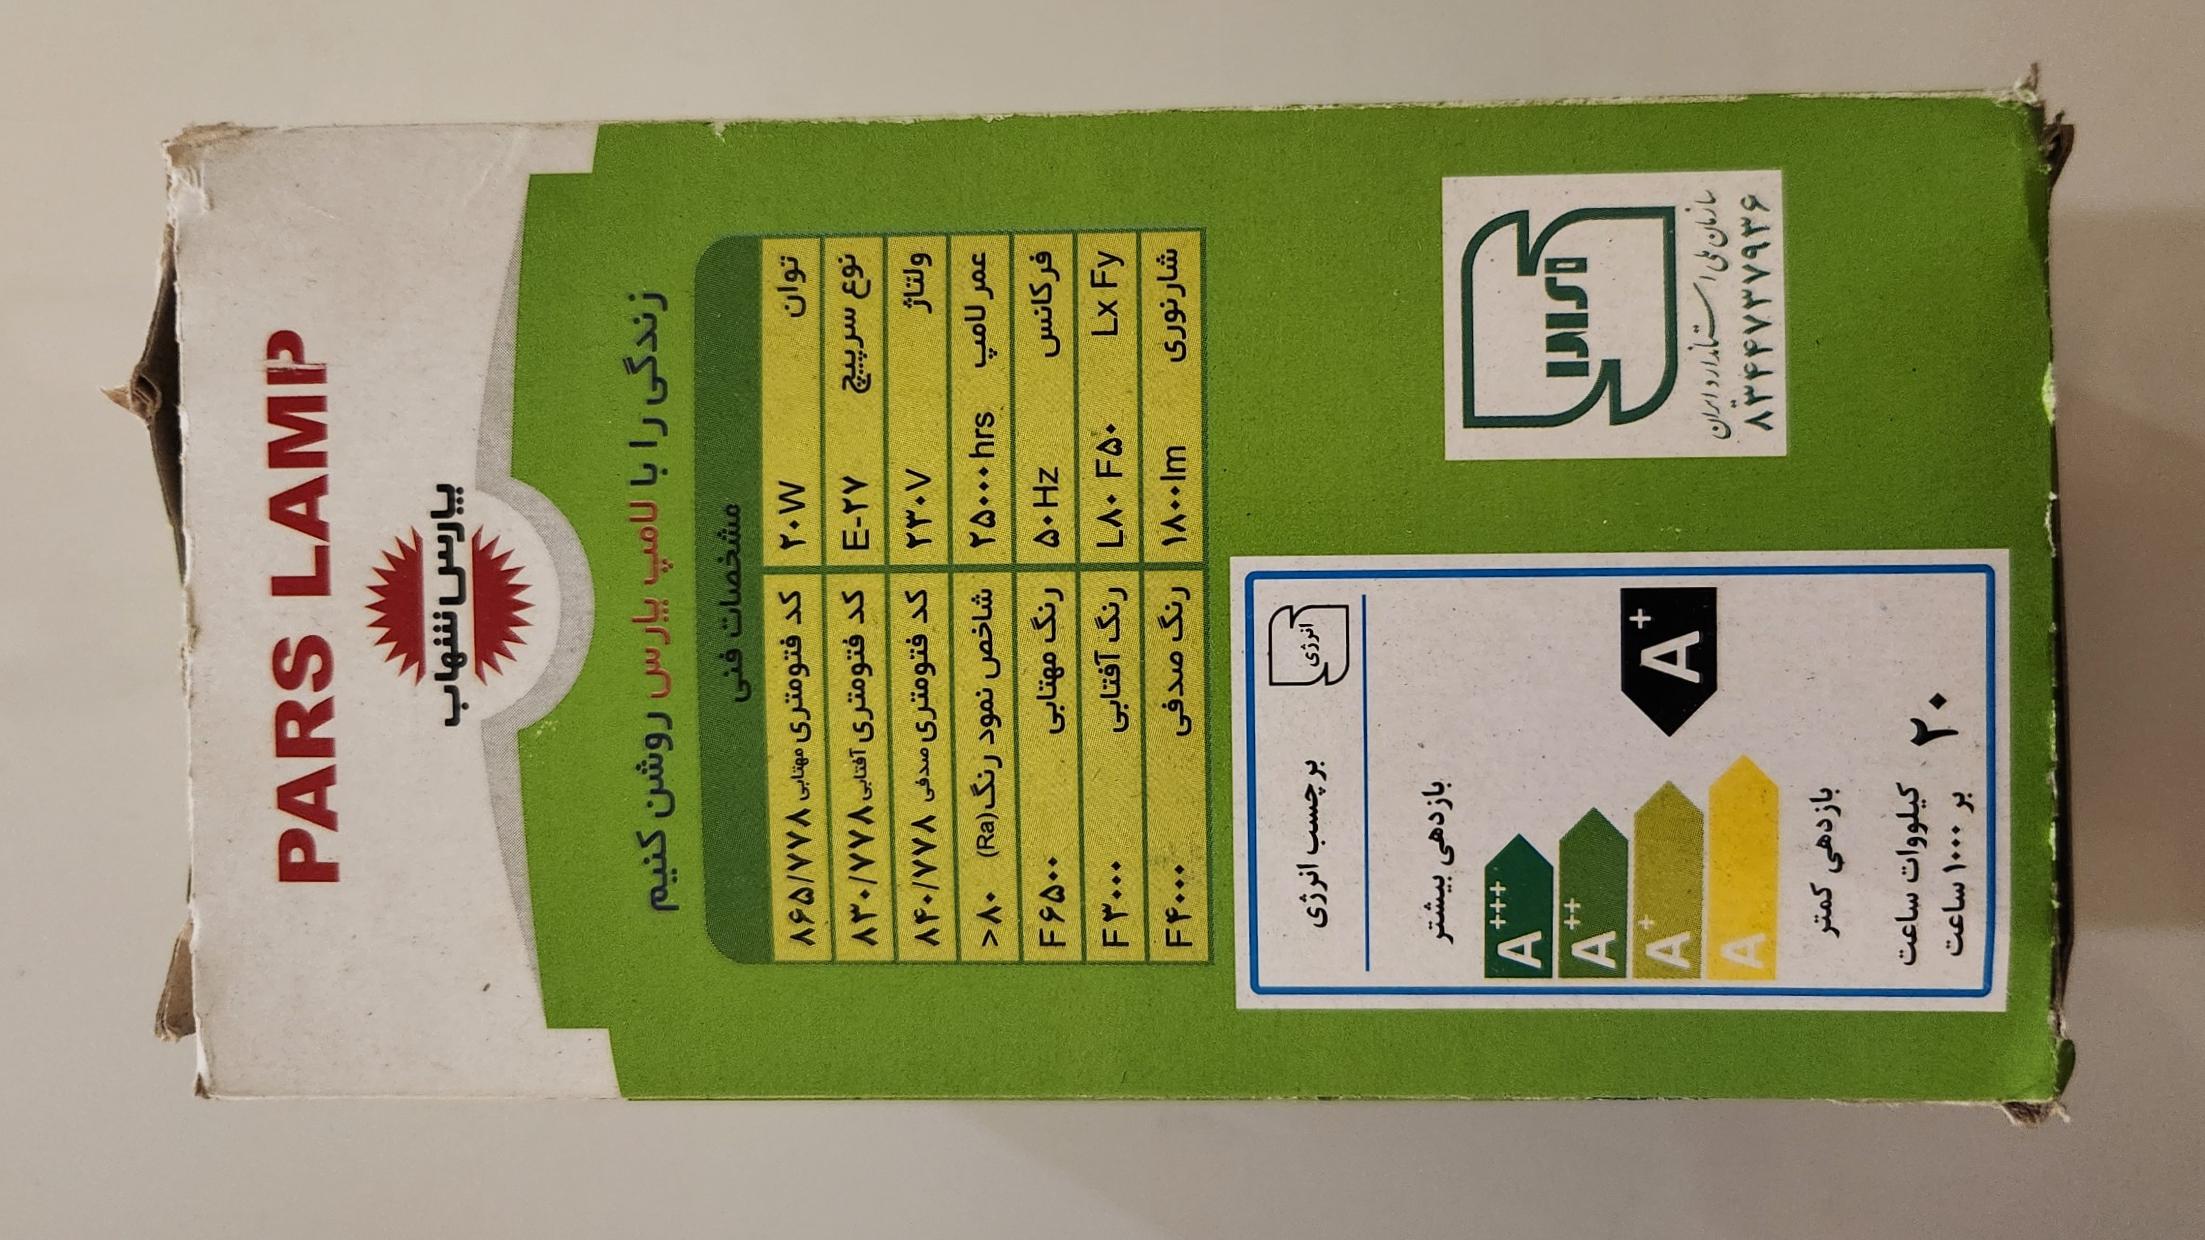 PARS LAMP
پارس شهاب
زندگی را با لامپ پارس روشن کنیم
مشخصات فنی
توان ۲۰W کد فتومتری مهتابی ۸۶۵/۷۷۸
نوع سرپیچ E-۲۷ کد فتومتری آفتابی ۸۳۰/۷۷۸
ولتاژ ۲۳۰V کد فتومتری صدفی ۸۴۰/۷۷۸
عمر لامپ ۲۵۰۰۰hrs شاخص نمود رنگ (Ra) >۸۰
فرکانس ۵۰Hz رنگ مهتابی F۶۵۰۰
Lx Fy L۸۰ F۵۰ رنگ آفتابی F۳۰۰۰
شار نوری ۱۸۰۰lm رنگ صدفی F۴۰۰۰
سازمان ملی استاندارد ایران
۸۳۴۴۷۳۷۹۳۶
انرژی
برچسب انرژی
بازدهی بیشتر
A+++
A++
A+
A+
A
بازدهی کمتر
کیلووات ساعت ۲۰
بر ۱۰۰۰ ساعت